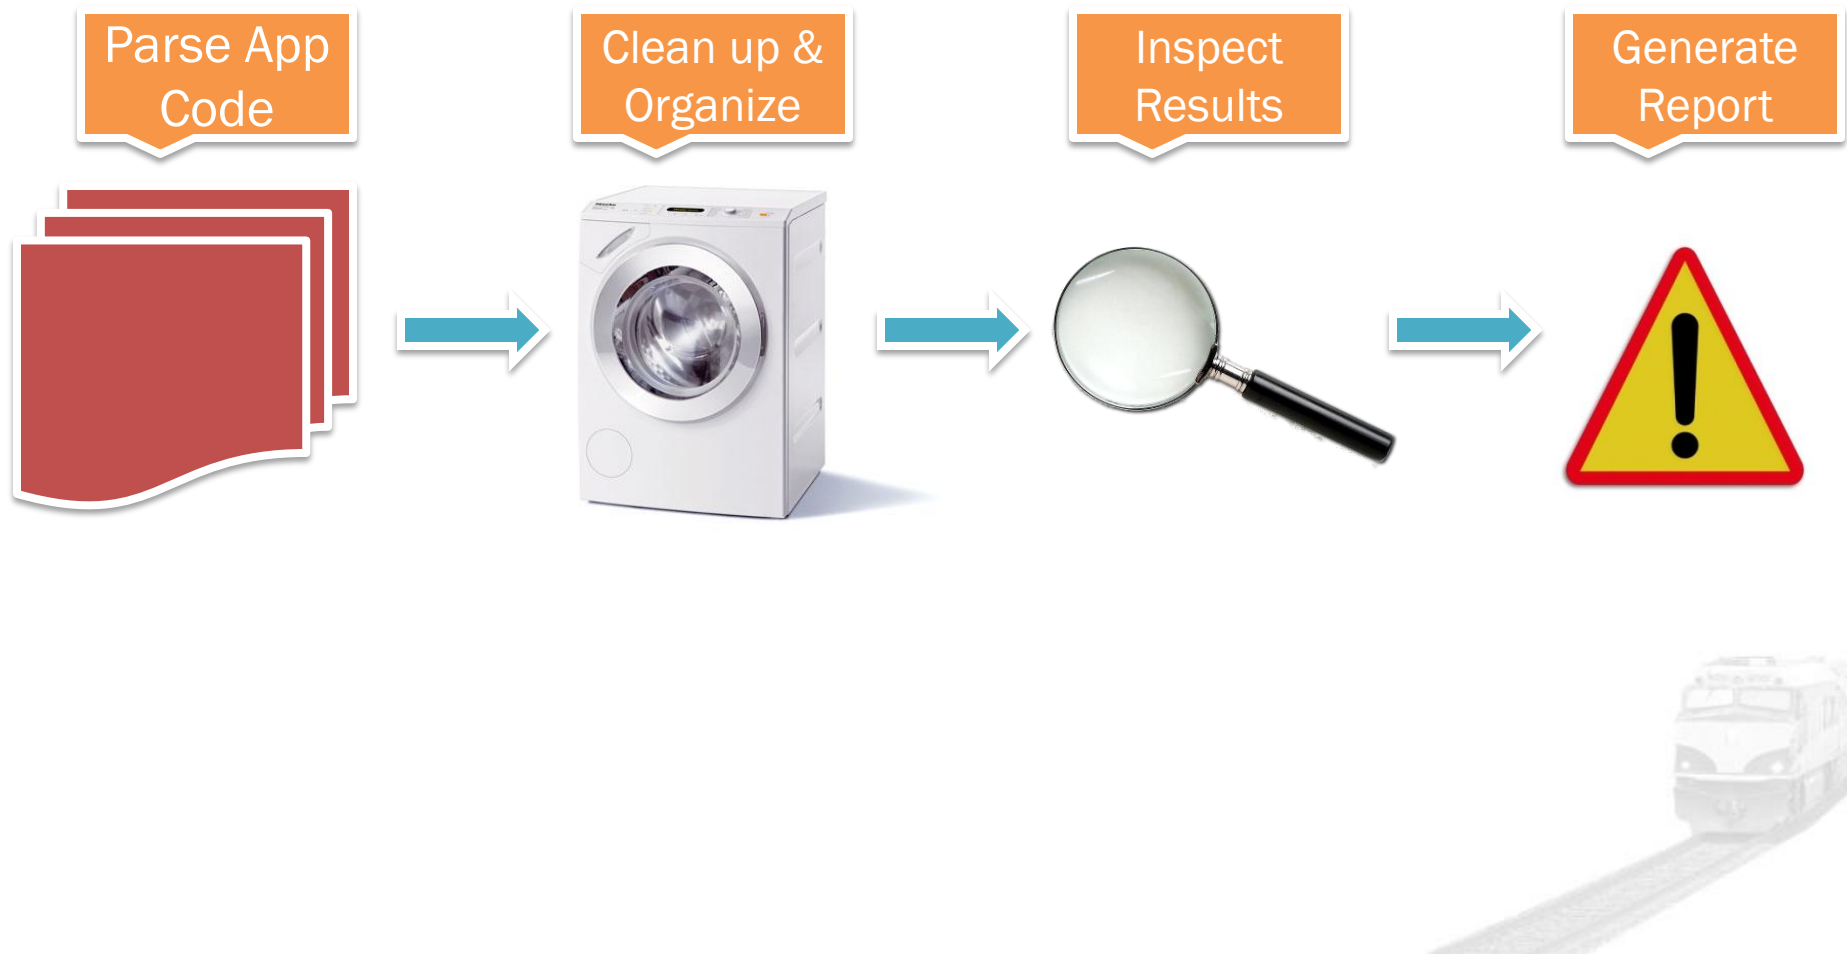 Parse App
Code
Clean up &
Organize
Inspect
Results
Generate
Report